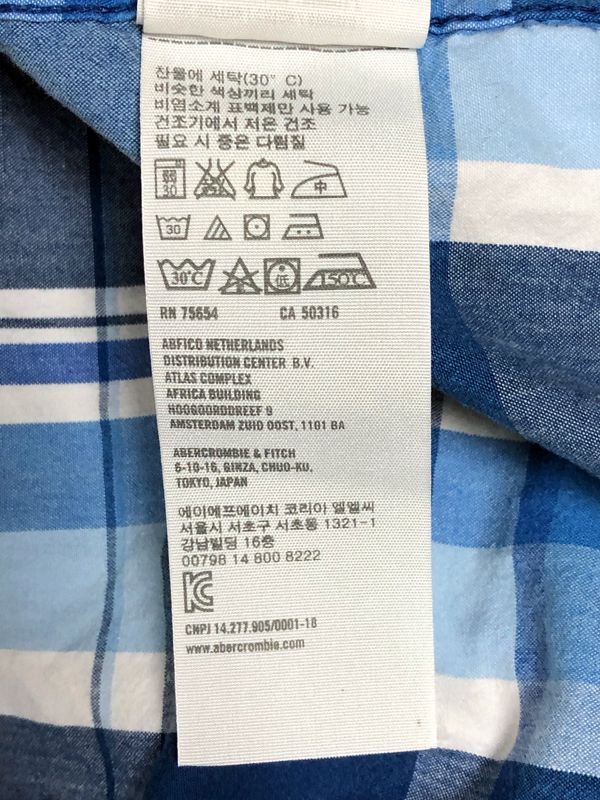 찬물에 세탁(30° C)
비슷한 색상끼리 세탁
비염소계 표백제만 사용 가능
건조기에서 저온 건조
필요 시 중온 다림질
中
30
30°C 低 150°C
RN 75654 CA 50316
ABFICO NETHERLANDS
DISTRIBUTION CENTER B.V.
ATLAS COMPLEX
AFRICA BUILDING
HOOGOORDDREEF 9
AMSTERDAM ZUID OOST, 1101 BA
ABERCROMBIE & FITCH
6-10-16, GINZA, CHUO-KU,
TOKYO, JAPAN
에이에프에이치 코리아 엘엘씨
서울시 서초구 서초동 1321-1
강남빌딩 16층
00798 14 800 8222
CNPJ 14.277.905/0001-18
www.abercrombie.com